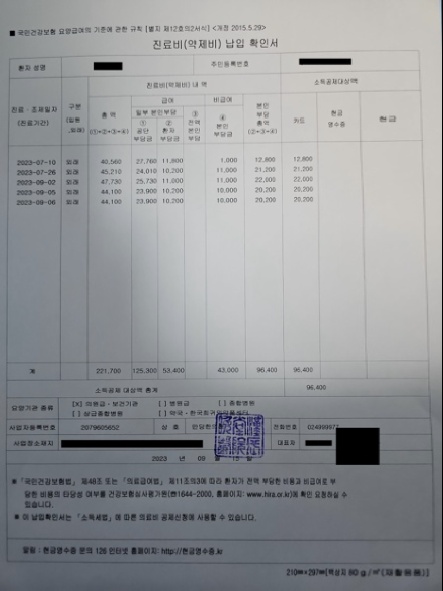 ■ 국민건강보험 요양급여의 기준에 관한 규칙 [별지 제12호의2서식] <개정 2015.5.29>
진료비(약제비) 납입 확인서
환자 성명 주민등록번호
진료비(약제비) 내역 소득공제대상액
진료·조제일자 (진료기간) 구분 (입원, 외래)
급여 비급여
일부 본인부담
총액 (①+②+③+④) ① 공단 부담금 ② 환자 부담금 ③ 전액 본인 부담 ④ 본인 부담금 본인 부담 총액 (②+③+④) 카드 현금 영수증 현금
2023-07-10 외래 40,560 27,760 11,800 1,000 12,800 12,800
2023-07-26 외래 45,210 24,010 10,200 11,000 21,200 21,200
2023-09-02 외래 47,730 25,730 11,000 11,000 22,000 22,000
2023-09-05 외래 44,100 23,900 10,200 10,000 20,200 20,200
2023-09-06 외래 44,100 23,900 10,200 10,000 20,200 20,200
계 221,700 125,300 53,400 43,000 96,400 96,400
소득공제 대상액 총계 96,400
요양기관 종류 [X] 의원급·보건기관 [ ] 병원급 [ ] 종합병원
[ ] 상급종합병원 [ ] 약국·한국희귀의약품센터
사업자등록번호 2079605652 상호 전화번호 024999972
사업장소재지 대표자
2023 년 09 월 15 일
※「국민건강보험법」제48조 또는 「의료급여법」제11조의3에 따라 환자가 전액 부담한 비용과 비급여로 부
담한 비용의 타당성 여부를 건강보험심사평가원(☎1644-2000, 홈페이지: www.hira.or.kr)에 확인 요청하실 수
있습니다.
※ 이 납입확인서는 「소득세법」에 따른 의료비 공제신청에 사용할 수 있습니다.
알림 : 현금영수증 문의 126 인터넷 홈페이지: http://현금영수증.kr
210㎜×297㎜[백상지 80ｇ/㎡(재활용품)]